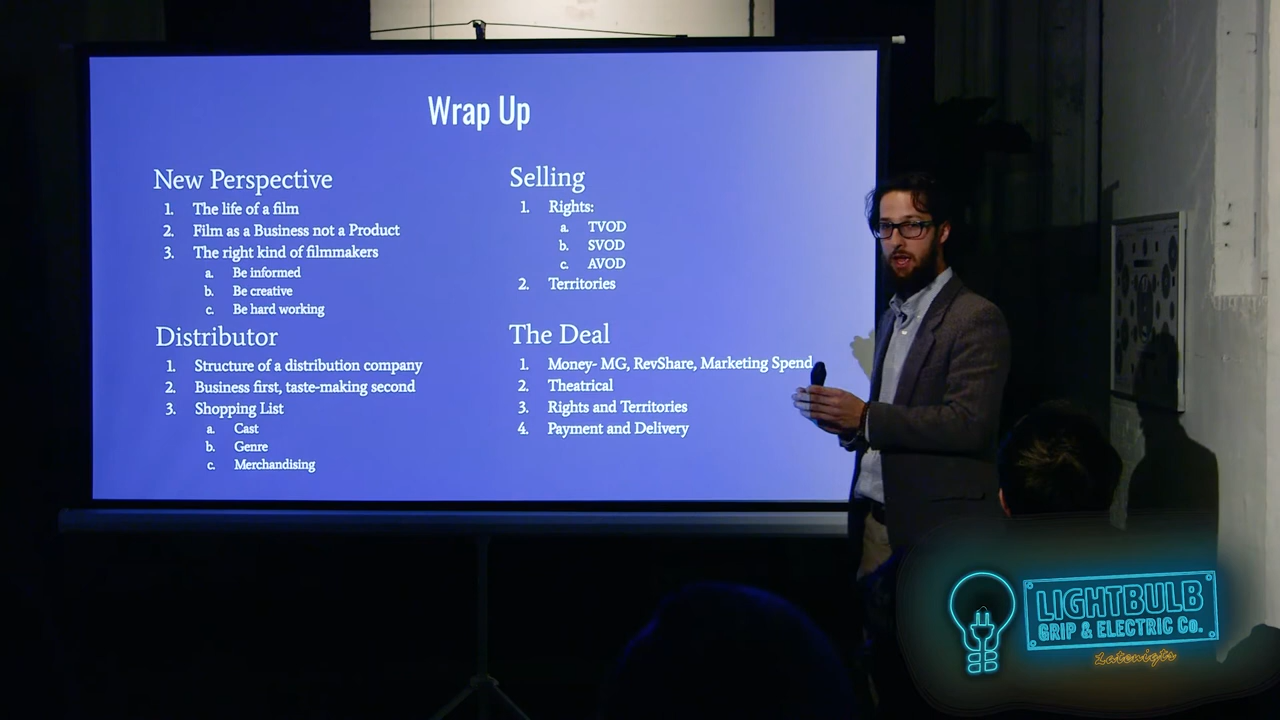 Wrap Up
New Perspective
1. The life of a film
2. Film as a Business not a Product
3. The right kind of filmmakers
a. Be informed
b. Be creative
c. Be hard working
Distributor
1. Structure of a distribution company
2. Business first, taste-making second
3. Shopping List
a. Cast
b. Genre
c. Merchandising
Selling
1. Rights:
a. TVOD
b. SVOD
c. AVOD
2. Territories
The Deal
1. Money- MG, RevShare, Marketing Spend
2. Theatrical
3. Rights and Territories
4. Payment and Delivery
LIGHTBULB
GRIP & ELECTRIC Co.
Latenigts